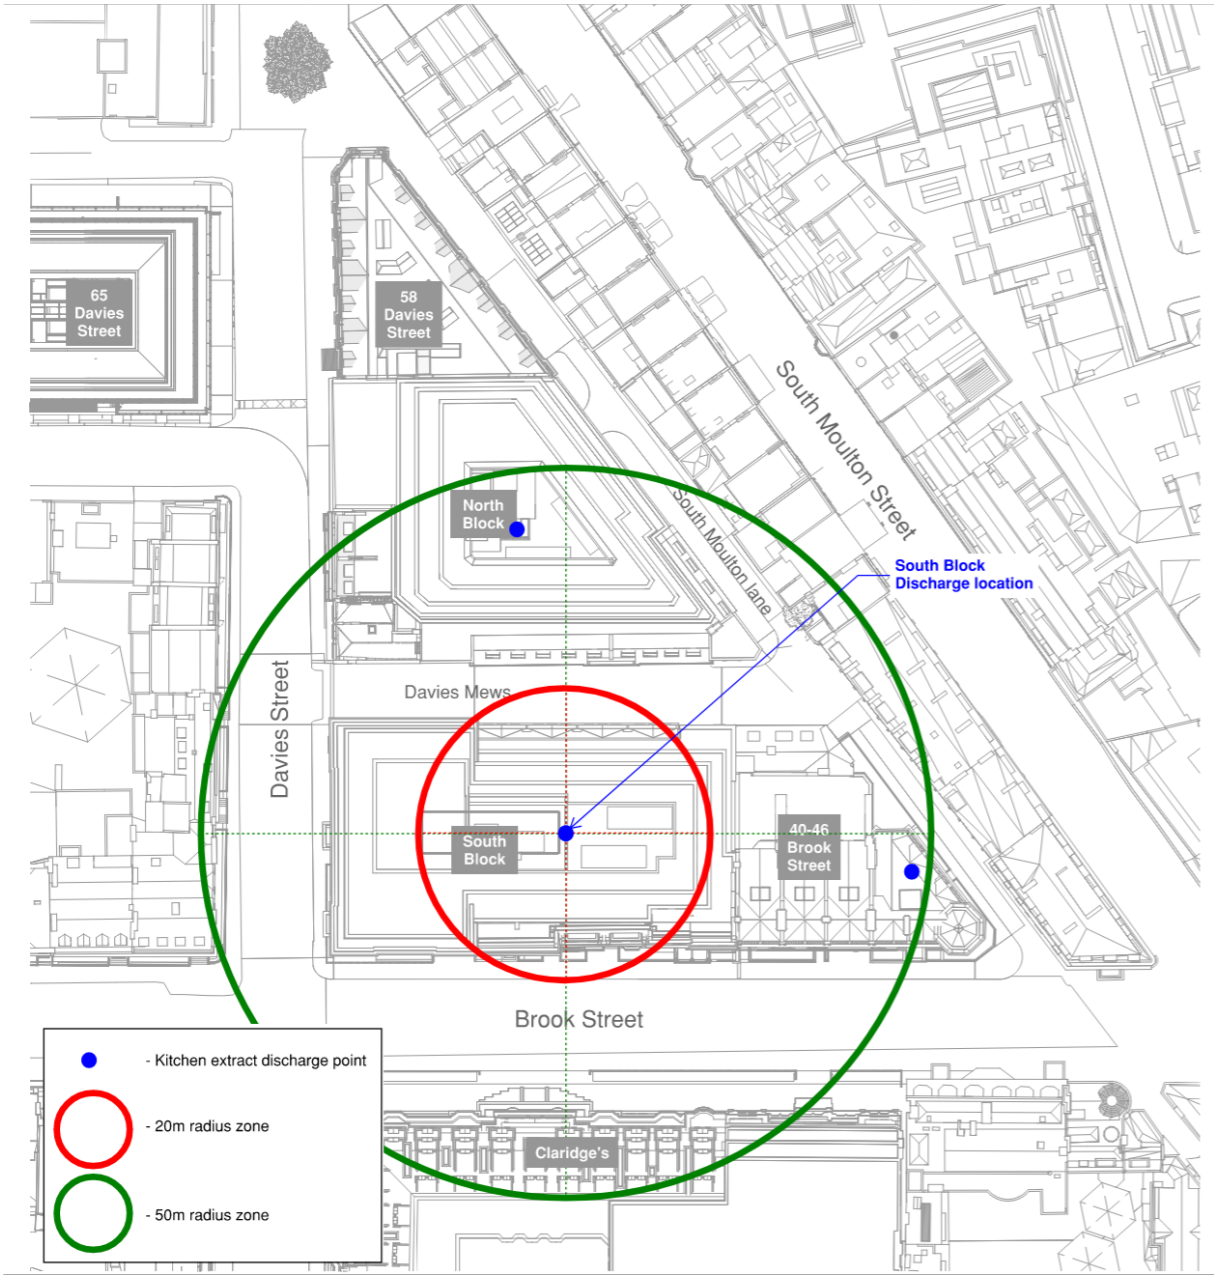 65
Davies
Street
58
Davies
Street
South Moulton Street
North
Block
South Moulton lane
South Block
Discharge location
Davies Street
Davies Mews
South
Block
40-46
Brook
Street
Brook Street
- Kitchen extract discharge point
- 20m radius zone
- 50m radius zone
Claridge's